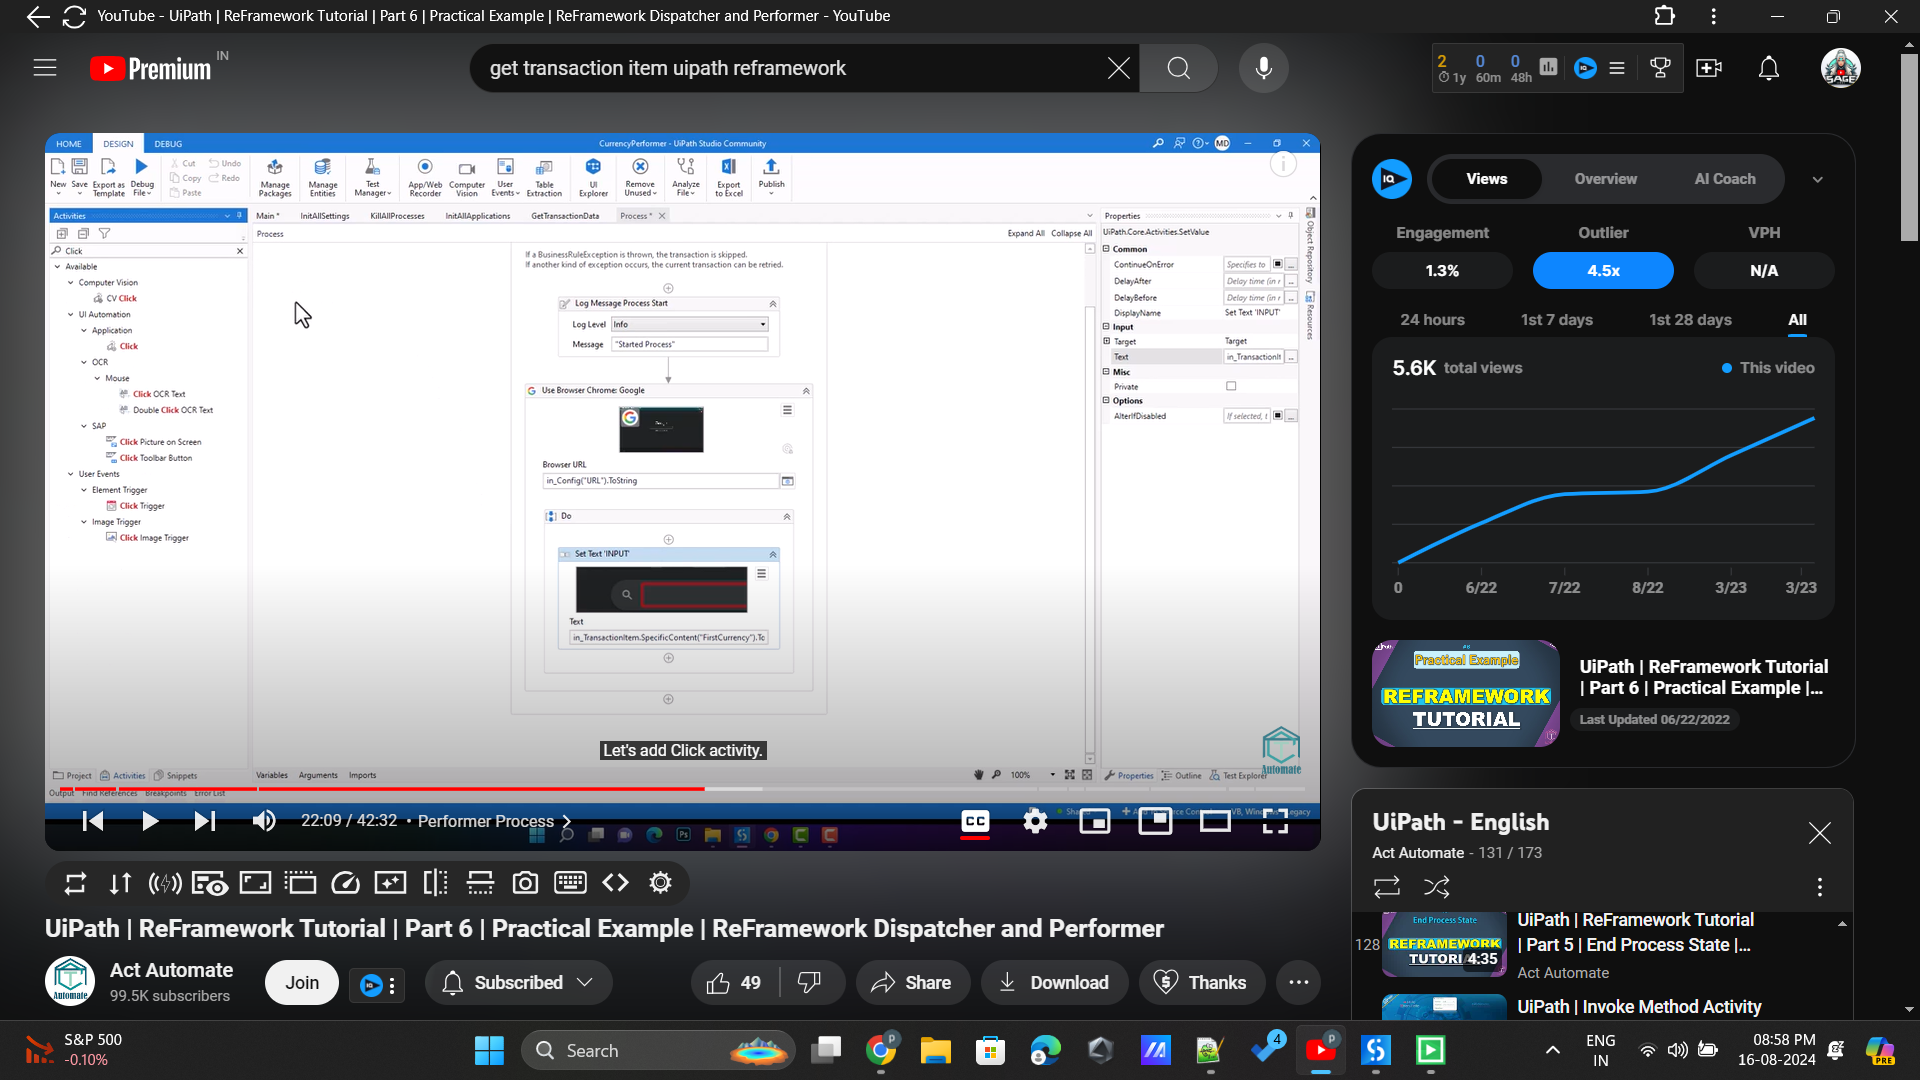 YouTube - UiPath | ReFramework Tutorial | Part 6 | Practical Example | ReFramework Dispatcher and Performer - YouTube
Premium IN
get transaction item uipath reframework
2 0 0
1y 60m 48h
SAGE
HOME DESIGN DEBUG
CurrencyPerformer - UiPath Studio Community
MD
New Save Export as Template Debug File
Cut Copy Paste Undo Redo
Manage Packages Manage Entities Test Manager App/Web Recorder Computer Vision User Events Table Extraction UI Explorer Remove Unused Analyze File Export to Excel Publish
Activities
Main * InitAllSettings KillAllProcesses InitAllApplications GetTransactionData Process *
Process
Expand All Collapse All
Click
Available
Computer Vision
CV Click
UI Automation
Application
Click
OCR
Mouse
Click OCR Text
Double Click OCR Text
SAP
Click Picture on Screen
Click Toolbar Button
User Events
Element Trigger
Click Trigger
Image Trigger
Click Image Trigger
If a BusinessRuleException is thrown, the transaction is skipped.
If another kind of exception occurs, the current transaction can be retried.
Log Message Process Start
Log Level Info
Message "Started Process"
Use Browser Chrome: Google
Browser URL
in_Config("URL").ToString
Do
Set Text 'INPUT'
Text
in_TransactionItem.SpecificContent("FirstCurrency").To
Properties
UiPath.Core.Activities.SetValue
Common
ContinueOnError Specifies to
DelayAfter Delay time (in r
DelayBefore Delay time (in r
DisplayName Set Text 'INPUT'
Input
Target Target
Text in_TransactionIt
Misc
Private
Options
AlterIfDisabled If selected, t
Object Repository
Resources
Let's add Click activity.
Automate
Project Activities Snippets
Variables Arguments Imports
100%
Properties Outline Test Explorer
Output Find References Breakpoints Error List
22:09 / 42:32 • Performer Process
CC
UiPath | ReFramework Tutorial | Part 6 | Practical Example | ReFramework Dispatcher and Performer
Act Automate
99.5K subscribers
Join
Subscribed
49
Share
Download
Thanks
IQ
Views Overview AI Coach
Engagement Outlier VPH
1.3% 4.5x N/A
24 hours 1st 7 days 1st 28 days All
5.6K total views This video
0 6/22 7/22 8/22 3/23 3/23
#6
Practical Example
REFRAMEWORK
TUTORIAL
UiPath | ReFramework Tutorial
| Part 6 | Practical Example |...
Last Updated 06/22/2022
UiPath - English
Act Automate - 131 / 173
128
End Process State
REFRAMEWORK
4:35
UiPath | ReFramework Tutorial
| Part 5 | End Process State |...
Act Automate
UiPath | Invoke Method Activity
S&P 500
-0.10%
Search
4
ENG
IN
08:58 PM
16-08-2024
PRE